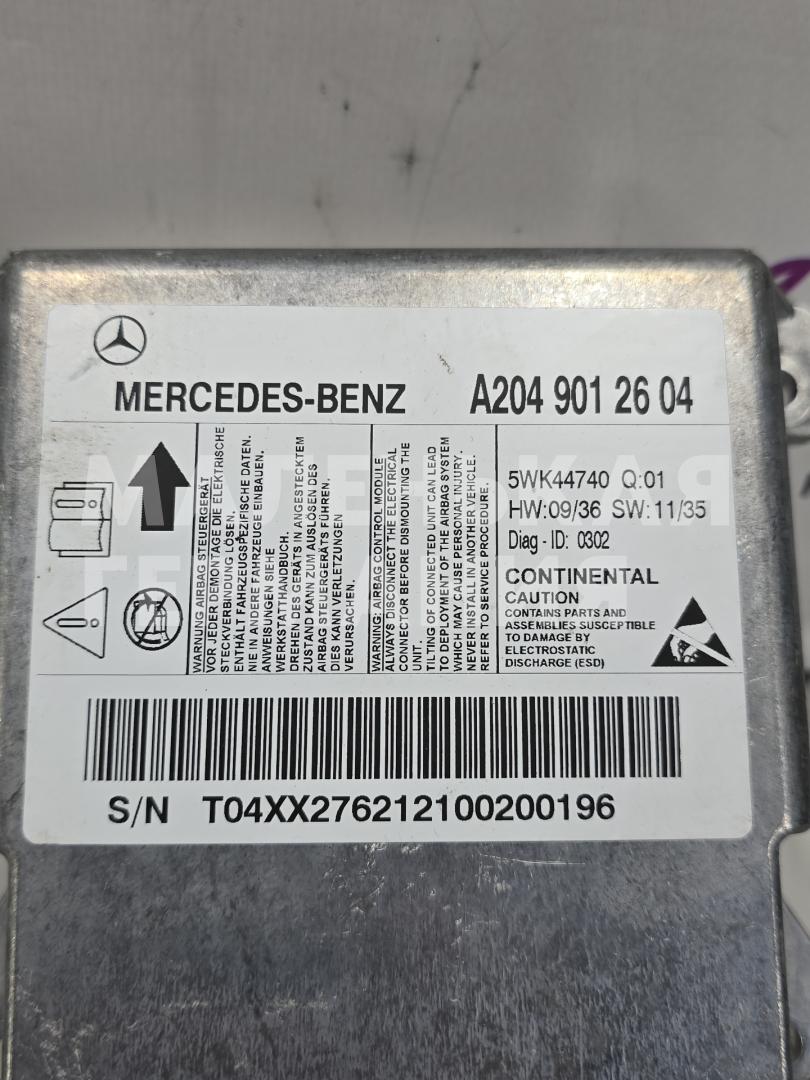 MERCEDES-BENZ A204 901 26 04
WARNUNG AIRBAG STEUERGERÄT
VOR JEDER DEMONTAGE DIE ELEKTRISCHE
STECKVERBINDUNG LÖSEN.
ENTHÄLT FAHRZEUGSPEZIFISCHE DATEN.
NIE IN ANDERE FAHRZEUGE EINBAUEN.
ANWEISUNGEN SIEHE
WERKSTATTHANDBUCH.
DREHEN DES GERÄTS IN ANGESTECKTEM
ZUSTAND KANN ZUM AUSLÖSEN DES
AIRBAG STEUERGERÄTS FÜHREN.
DIES KANN VERLETZUNGEN
VERURSACHEN.
WARNING: AIRBAG CONTROL MODULE
ALWAYS DISCONNECT THE ELECTRICAL
CONNECTOR BEFORE DISMOUNTING THE
UNIT.
TILTING OF CONNECTED UNIT CAN LEAD
TO DEPLOYMENT OF THE AIRBAG SYSTEM
WHICH MAY CAUSE PERSONAL INJURY.
NEVER INSTALL IN ANOTHER VEHICLE.
REFER TO SERVICE PROCEDURE.
5WK44740 Q:01
HW:09/36 SW:11/35
Diag - ID: 0302
CONTINENTAL
CAUTION
CONTAINS PARTS AND
ASSEMBLIES SUSCEPTIBLE
TO DAMAGE BY
ELECTROSTATIC
DISCHARGE (ESD)
S/N T04XX276212100200196